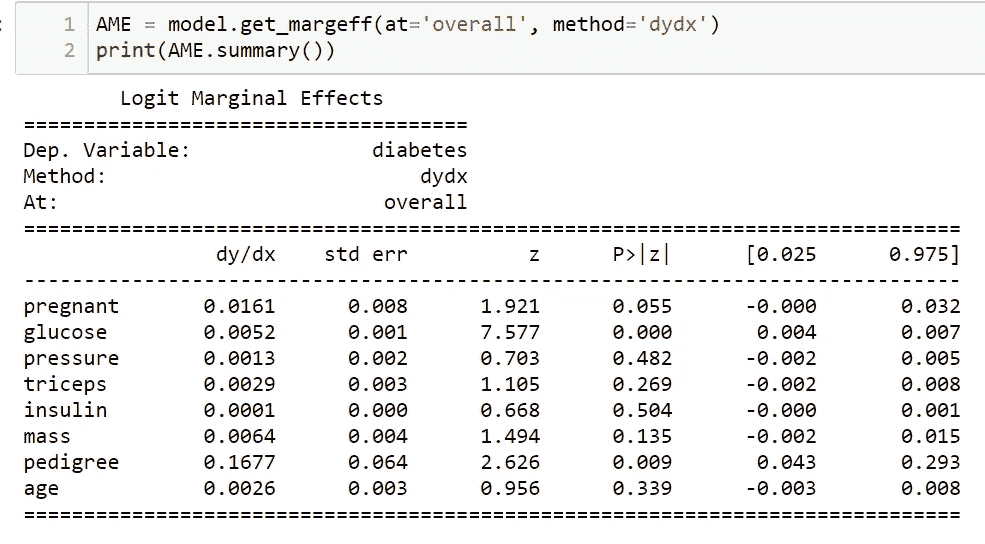 1 AME = model.get_margeff(at='overall', method='dydx')
2 print(AME.summary())
Logit Marginal Effects
=====================================
Dep. Variable: diabetes
Method: dydx
At: overall
==============================================================================
dy/dx std err z P>|z| [0.025 0.975]
------------------------------------------------------------------------------
pregnant 0.0161 0.008 1.921 0.055 -0.000 0.032
glucose 0.0052 0.001 7.577 0.000 0.004 0.007
pressure 0.0013 0.002 0.703 0.482 -0.002 0.005
triceps 0.0029 0.003 1.105 0.269 -0.002 0.008
insulin 0.0001 0.000 0.668 0.504 -0.000 0.001
mass 0.0064 0.004 1.494 0.135 -0.002 0.015
pedigree 0.1677 0.064 2.626 0.009 0.043 0.293
age 0.0026 0.003 0.956 0.339 -0.003 0.008
==============================================================================